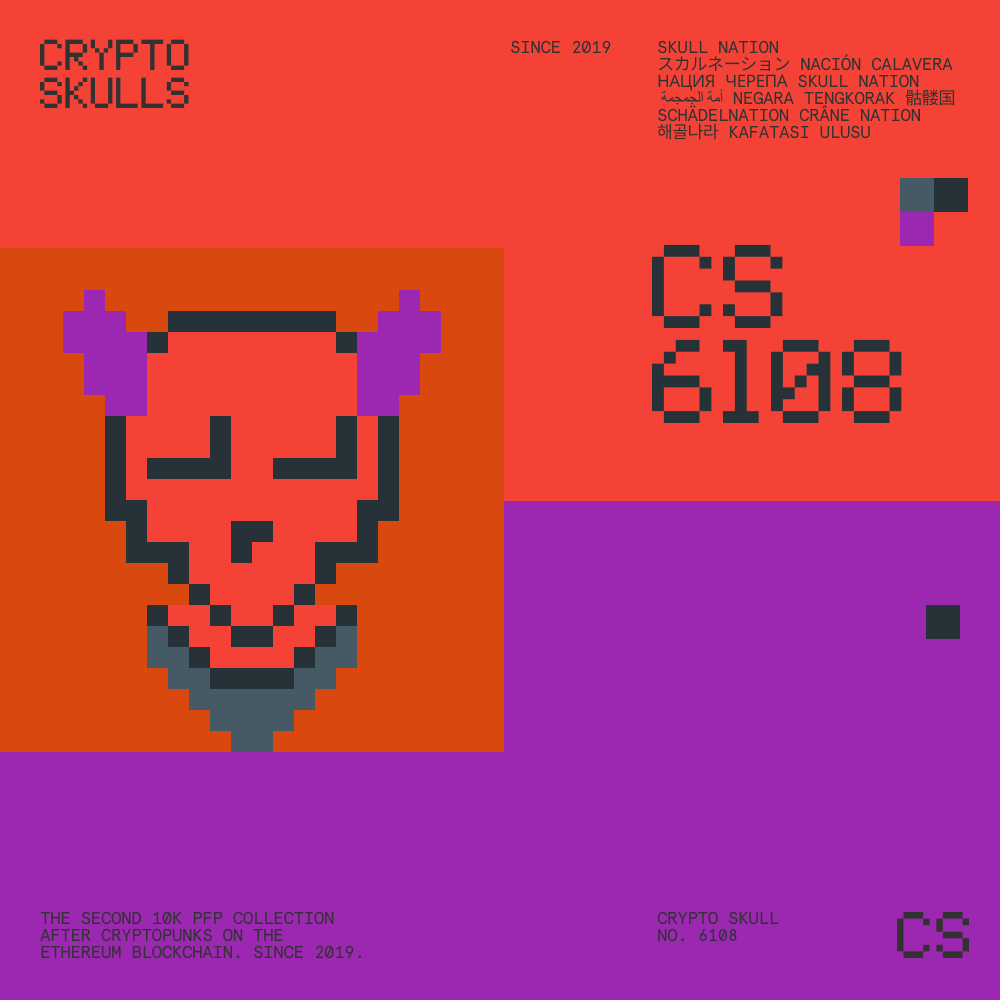 CRYPTO
SKULLS
SINCE 2019
SKULL NATION
スカルネーション NACIÓN CALAVERA
НАЦИЯ ЧЕРЕПА SKULL NATION
أمة الجمجمة NEGARA TENGKORAK 骷髅国
SCHÄDELNATION CRÂNE NATION
해골나라 KAFATASI ULUSU
CS
6108
THE SECOND 10K PFP COLLECTION
AFTER CRYPTOPUNKS ON THE
ETHEREUM BLOCKCHAIN. SINCE 2019.
CRYPTO SKULL
NO. 6108
CS